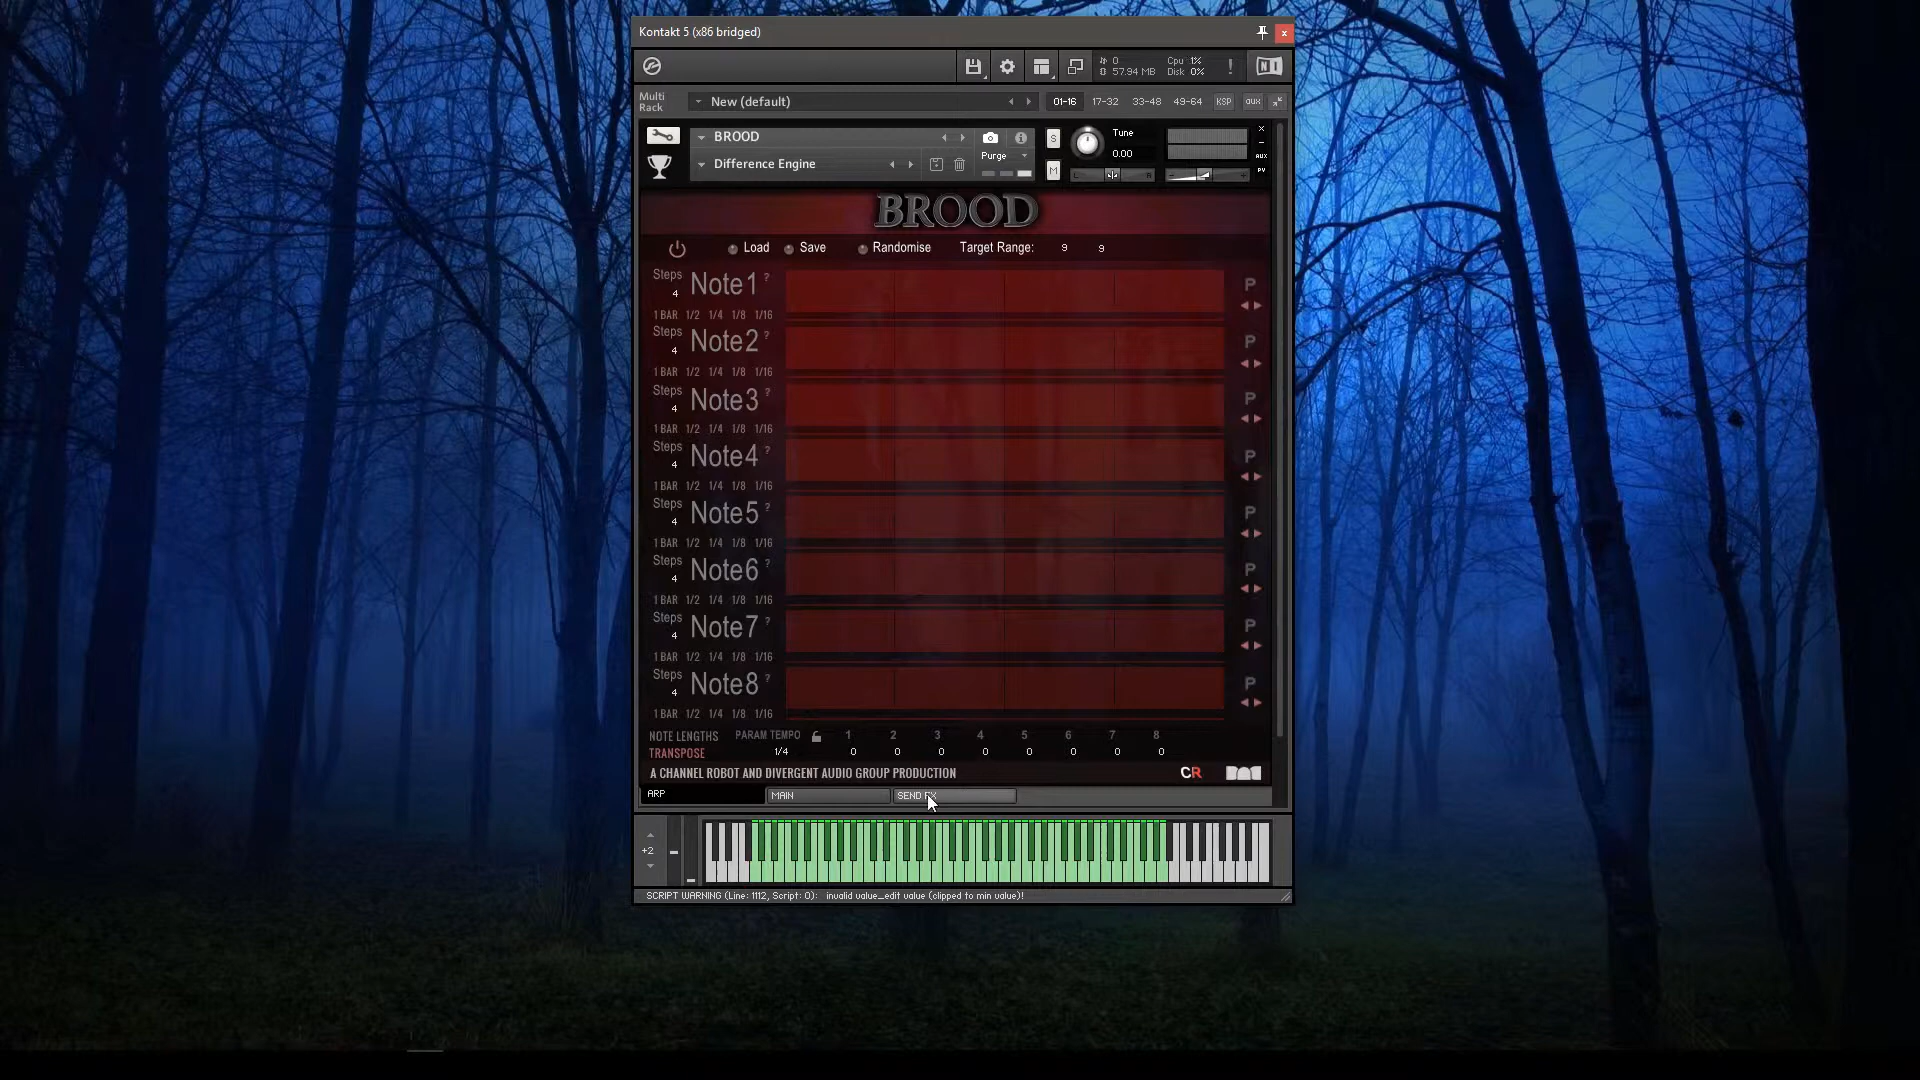 Kontakt 5 (x86 bridged)
0
57.94 MB
Cpu 1%
Disk 0%
!
NI
Multi
Rack
New (default)
01-16 17-32 33-48 49-64 KSP aux
BROOD
Difference Engine
Purge
S
M
Tune
0.00
L R
- +
x
-
AUX
PV
BROOD
Load Save Randomise Target Range: 9 9
Steps
4
Note1 ?
1 BAR 1/2 1/4 1/8 1/16
P
Steps
4
Note2 ?
1 BAR 1/2 1/4 1/8 1/16
P
Steps
4
Note3 ?
1 BAR 1/2 1/4 1/8 1/16
P
Steps
4
Note4 ?
1 BAR 1/2 1/4 1/8 1/16
P
Steps
4
Note5 ?
1 BAR 1/2 1/4 1/8 1/16
P
Steps
4
Note6 ?
1 BAR 1/2 1/4 1/8 1/16
P
Steps
4
Note7 ?
1 BAR 1/2 1/4 1/8 1/16
P
Steps
4
Note8 ?
1 BAR 1/2 1/4 1/8 1/16
P
NOTE LENGTHS PARAM TEMPO 1 2 3 4 5 6 7 8
TRANSPOSE 1/4 0 0 0 0 0 0 0 0
A CHANNEL ROBOT AND DIVERGENT AUDIO GROUP PRODUCTION CR DAG
ARP MAIN SEND FX
+2
SCRIPT WARNING (Line: 1112, Script: 0): invalid value_edit value (clipped to min value)!